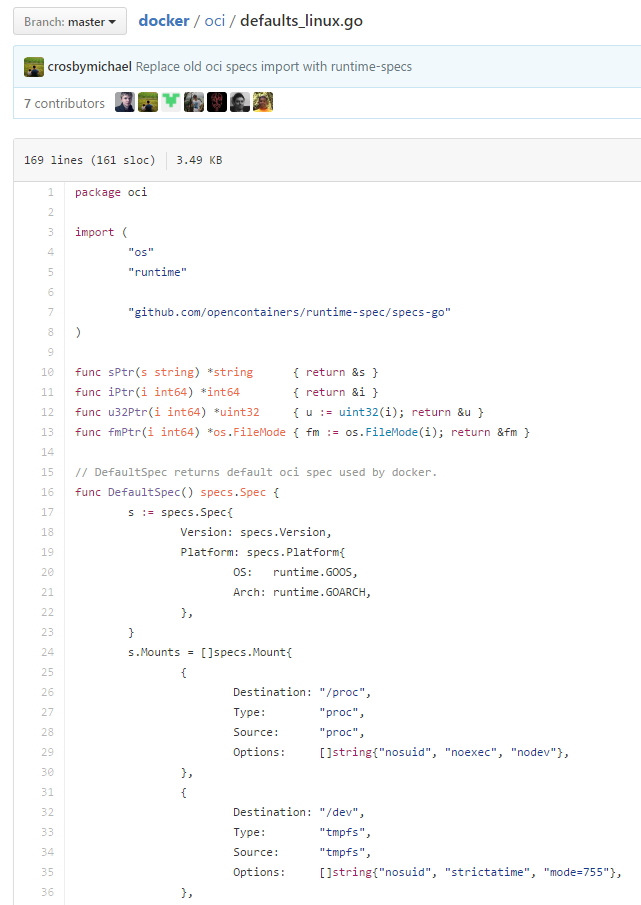 Branch: master docker / oci / defaults_linux.go
crosbymichael Replace old oci specs import with runtime-specs
7 contributors
169 lines (161 sloc) 3.49 KB
1 package oci
2
3 import (
4 "os"
5 "runtime"
6
7 "github.com/opencontainers/runtime-spec/specs-go"
8 )
9
10 func sPtr(s string) *string { return &s }
11 func iPtr(i int64) *int64 { return &i }
12 func u32Ptr(i int64) *uint32 { u := uint32(i); return &u }
13 func fmPtr(i int64) *os.FileMode { fm := os.FileMode(i); return &fm }
14
15 // DefaultSpec returns default oci spec used by docker.
16 func DefaultSpec() specs.Spec {
17 s := specs.Spec{
18 Version: specs.Version,
19 Platform: specs.Platform{
20 OS: runtime.GOOS,
21 Arch: runtime.GOARCH,
22 },
23 }
24 s.Mounts = []specs.Mount{
25 {
26 Destination: "/proc",
27 Type: "proc",
28 Source: "proc",
29 Options: []string{"nosuid", "noexec", "nodev"},
30 },
31 {
32 Destination: "/dev",
33 Type: "tmpfs",
34 Source: "tmpfs",
35 Options: []string{"nosuid", "strictatime", "mode=755"},
36 },